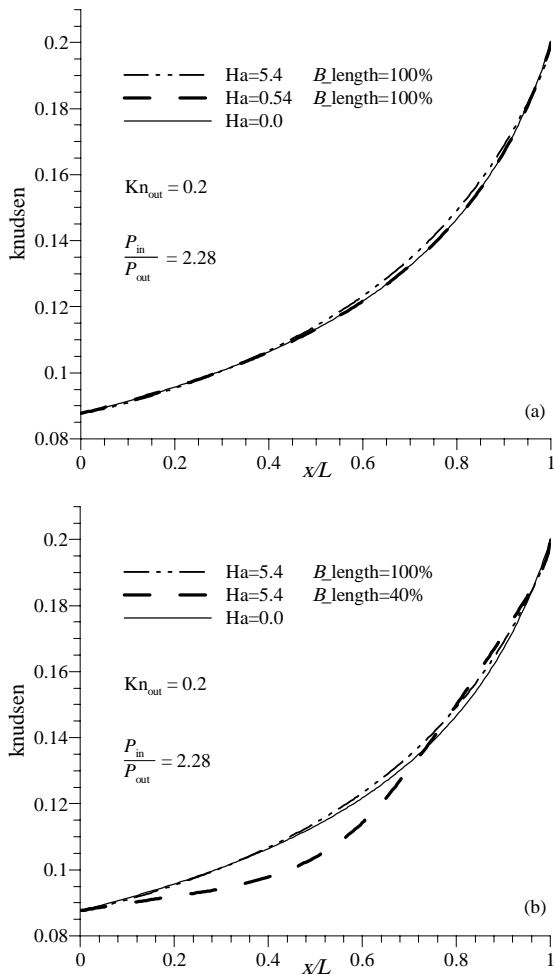 0.2
Ha=5.4 B_length=100%
0.18
Ha=0.54 B_length=100%
Ha=0.0
0.16
Kn_out = 0.2
knudsen
0.14
P_in
P_out = 2.28
0.12
0.1
(a)
0.08
0 0.2 0.4 0.6 0.8 1
x/L
0.2
Ha=5.4 B_length=100%
0.18
Ha=5.4 B_length=40%
Ha=0.0
0.16
Kn_out = 0.2
knudsen
0.14
P_in
P_out = 2.28
0.12
0.1
(b)
0.08
0 0.2 0.4 0.6 0.8 1
x/L